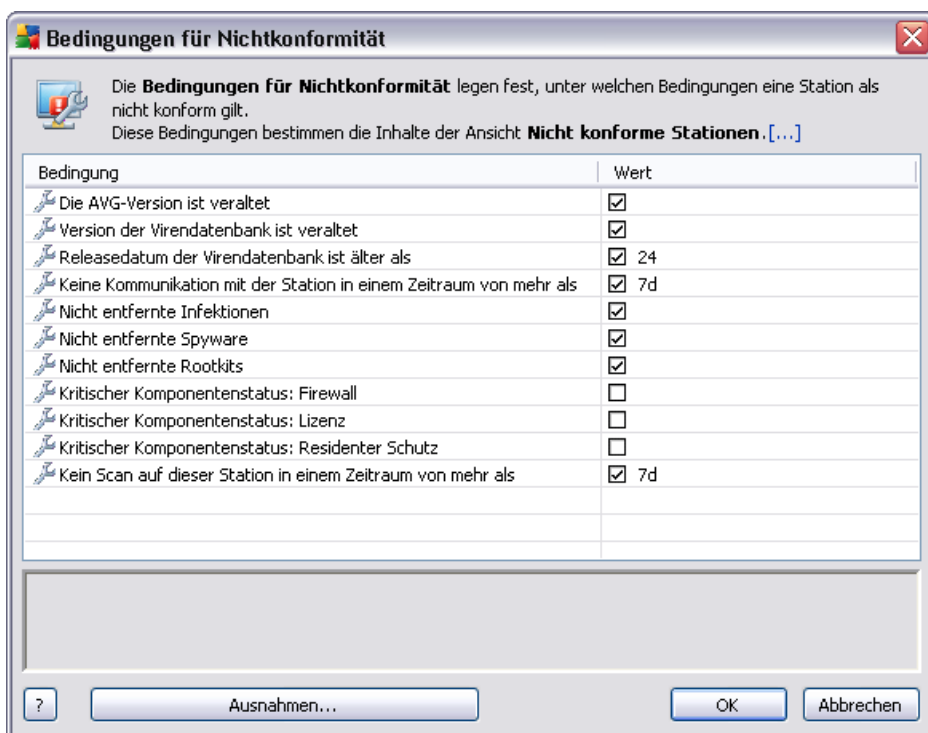 Bedingungen für Nichtkonformität
Die Bedingungen für Nichtkonformität legen fest, unter welchen Bedingungen eine Station als
nicht konform gilt.
Diese Bedingungen bestimmen die Inhalte der Ansicht Nicht konforme Stationen.[...]
Bedingung Wert
Die AVG-Version ist veraltet
Version der Virendatenbank ist veraltet
Releasedatum der Virendatenbank ist älter als 24
Keine Kommunikation mit der Station in einem Zeitraum von mehr als 7d
Nicht entfernte Infektionen
Nicht entfernte Spyware
Nicht entfernte Rootkits
Kritischer Komponentenstatus: Firewall
Kritischer Komponentenstatus: Lizenz
Kritischer Komponentenstatus: Residenter Schutz
Kein Scan auf dieser Station in einem Zeitraum von mehr als 7d
? Ausnahmen... OK Abbrechen